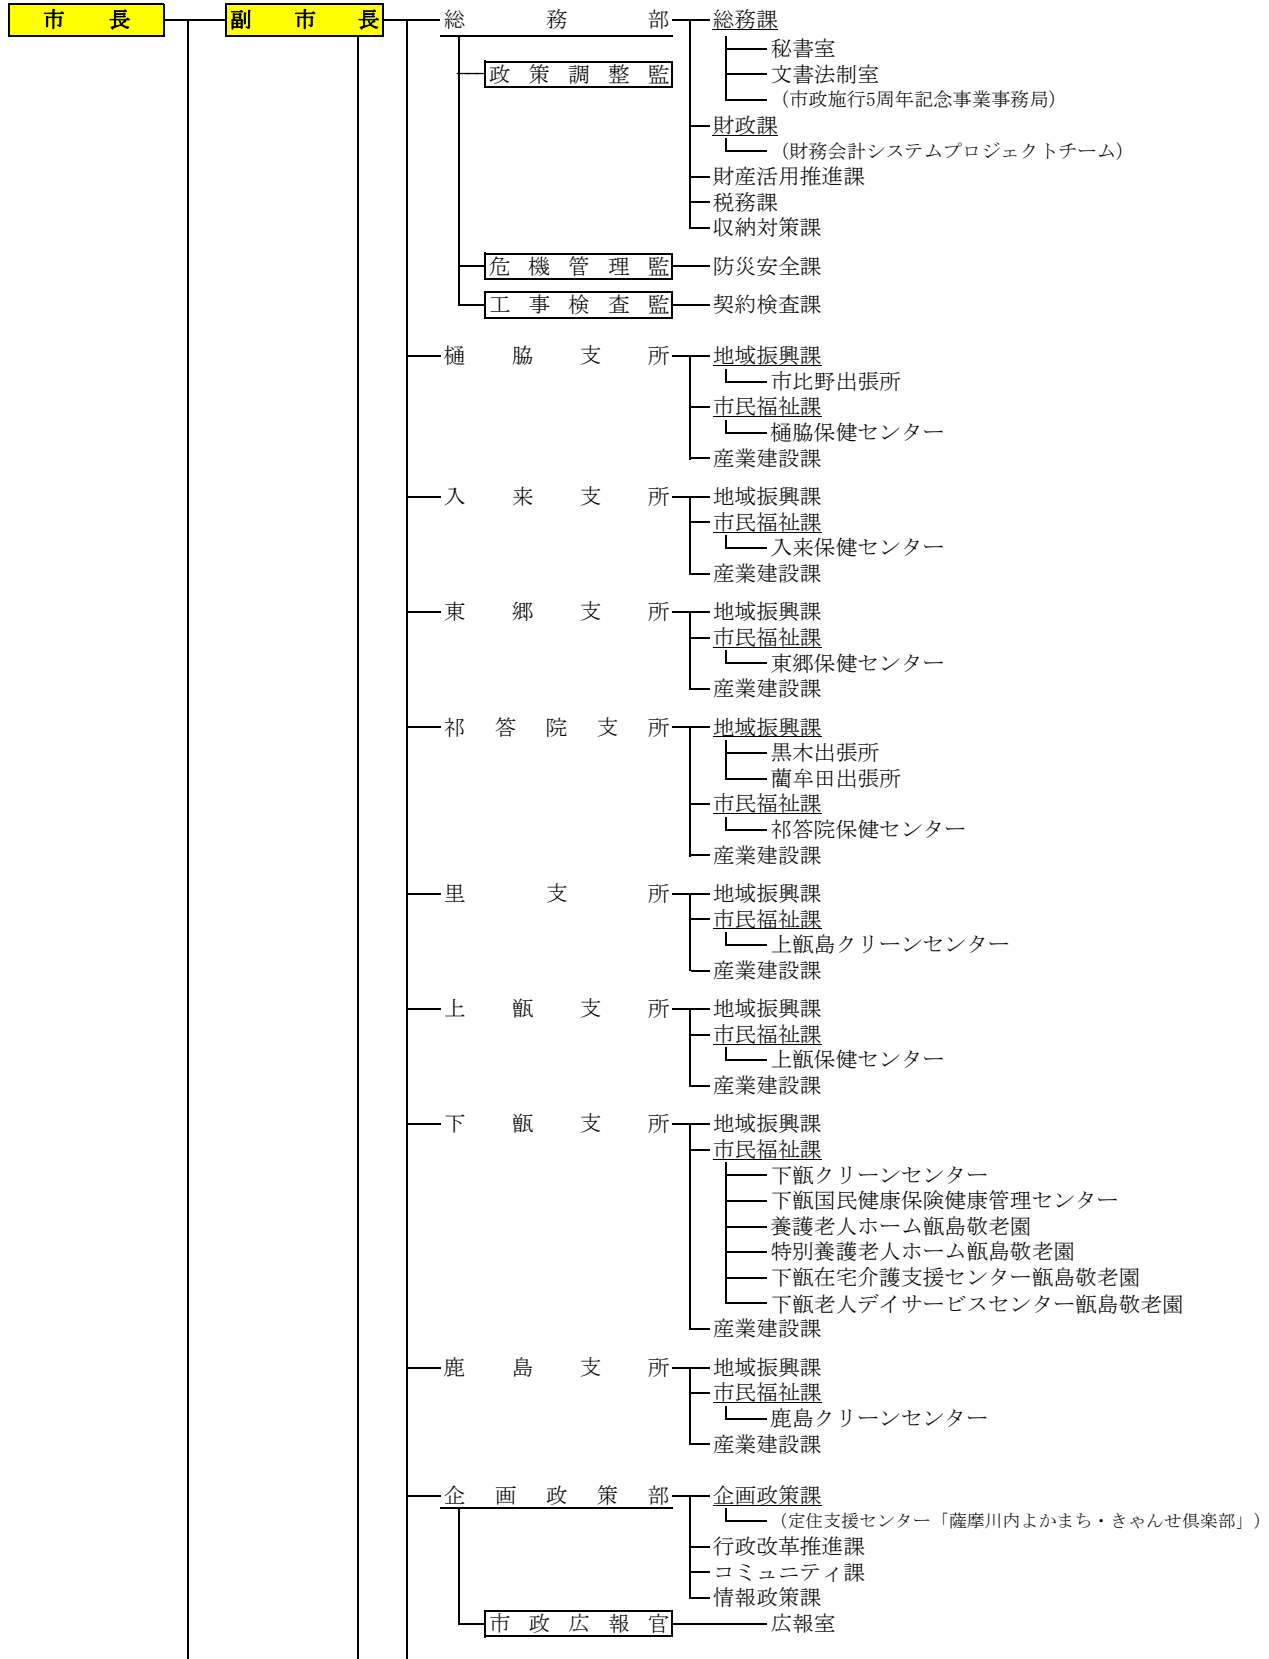 市長 副市長 総務部 総務課
秘書室
政策調整監 文書法制室
（市政施行5周年記念事業事務局）
財政課
（財務会計システムプロジェクトチーム）
財産活用推進課
税務課
収納対策課
危機管理監 防災安全課
工事検査監 契約検査課
樋脇支所 地域振興課
市比野出張所
市民福祉課
樋脇保健センター
産業建設課
入来支所 地域振興課
市民福祉課
入来保健センター
産業建設課
東郷支所 地域振興課
市民福祉課
東郷保健センター
産業建設課
祁答院支所 地域振興課
黒木出張所
藺牟田出張所
市民福祉課
祁答院保健センター
産業建設課
里支所 地域振興課
市民福祉課
上甑島クリーンセンター
産業建設課
上甑支所 地域振興課
市民福祉課
上甑保健センター
産業建設課
下甑支所 地域振興課
市民福祉課
下甑クリーンセンター
下甑国民健康保険健康管理センター
養護老人ホーム甑島敬老園
特別養護老人ホーム甑島敬老園
下甑在宅介護支援センター甑島敬老園
下甑老人デイサービスセンター甑島敬老園
産業建設課
鹿島支所 地域振興課
市民福祉課
鹿島クリーンセンター
産業建設課
企画政策部 企画政策課
（定住支援センター「薩摩川内よかまち・きゃんせ倶楽部」）
行政改革推進課
コミュニティ課
情報政策課
市政広報官 広報室